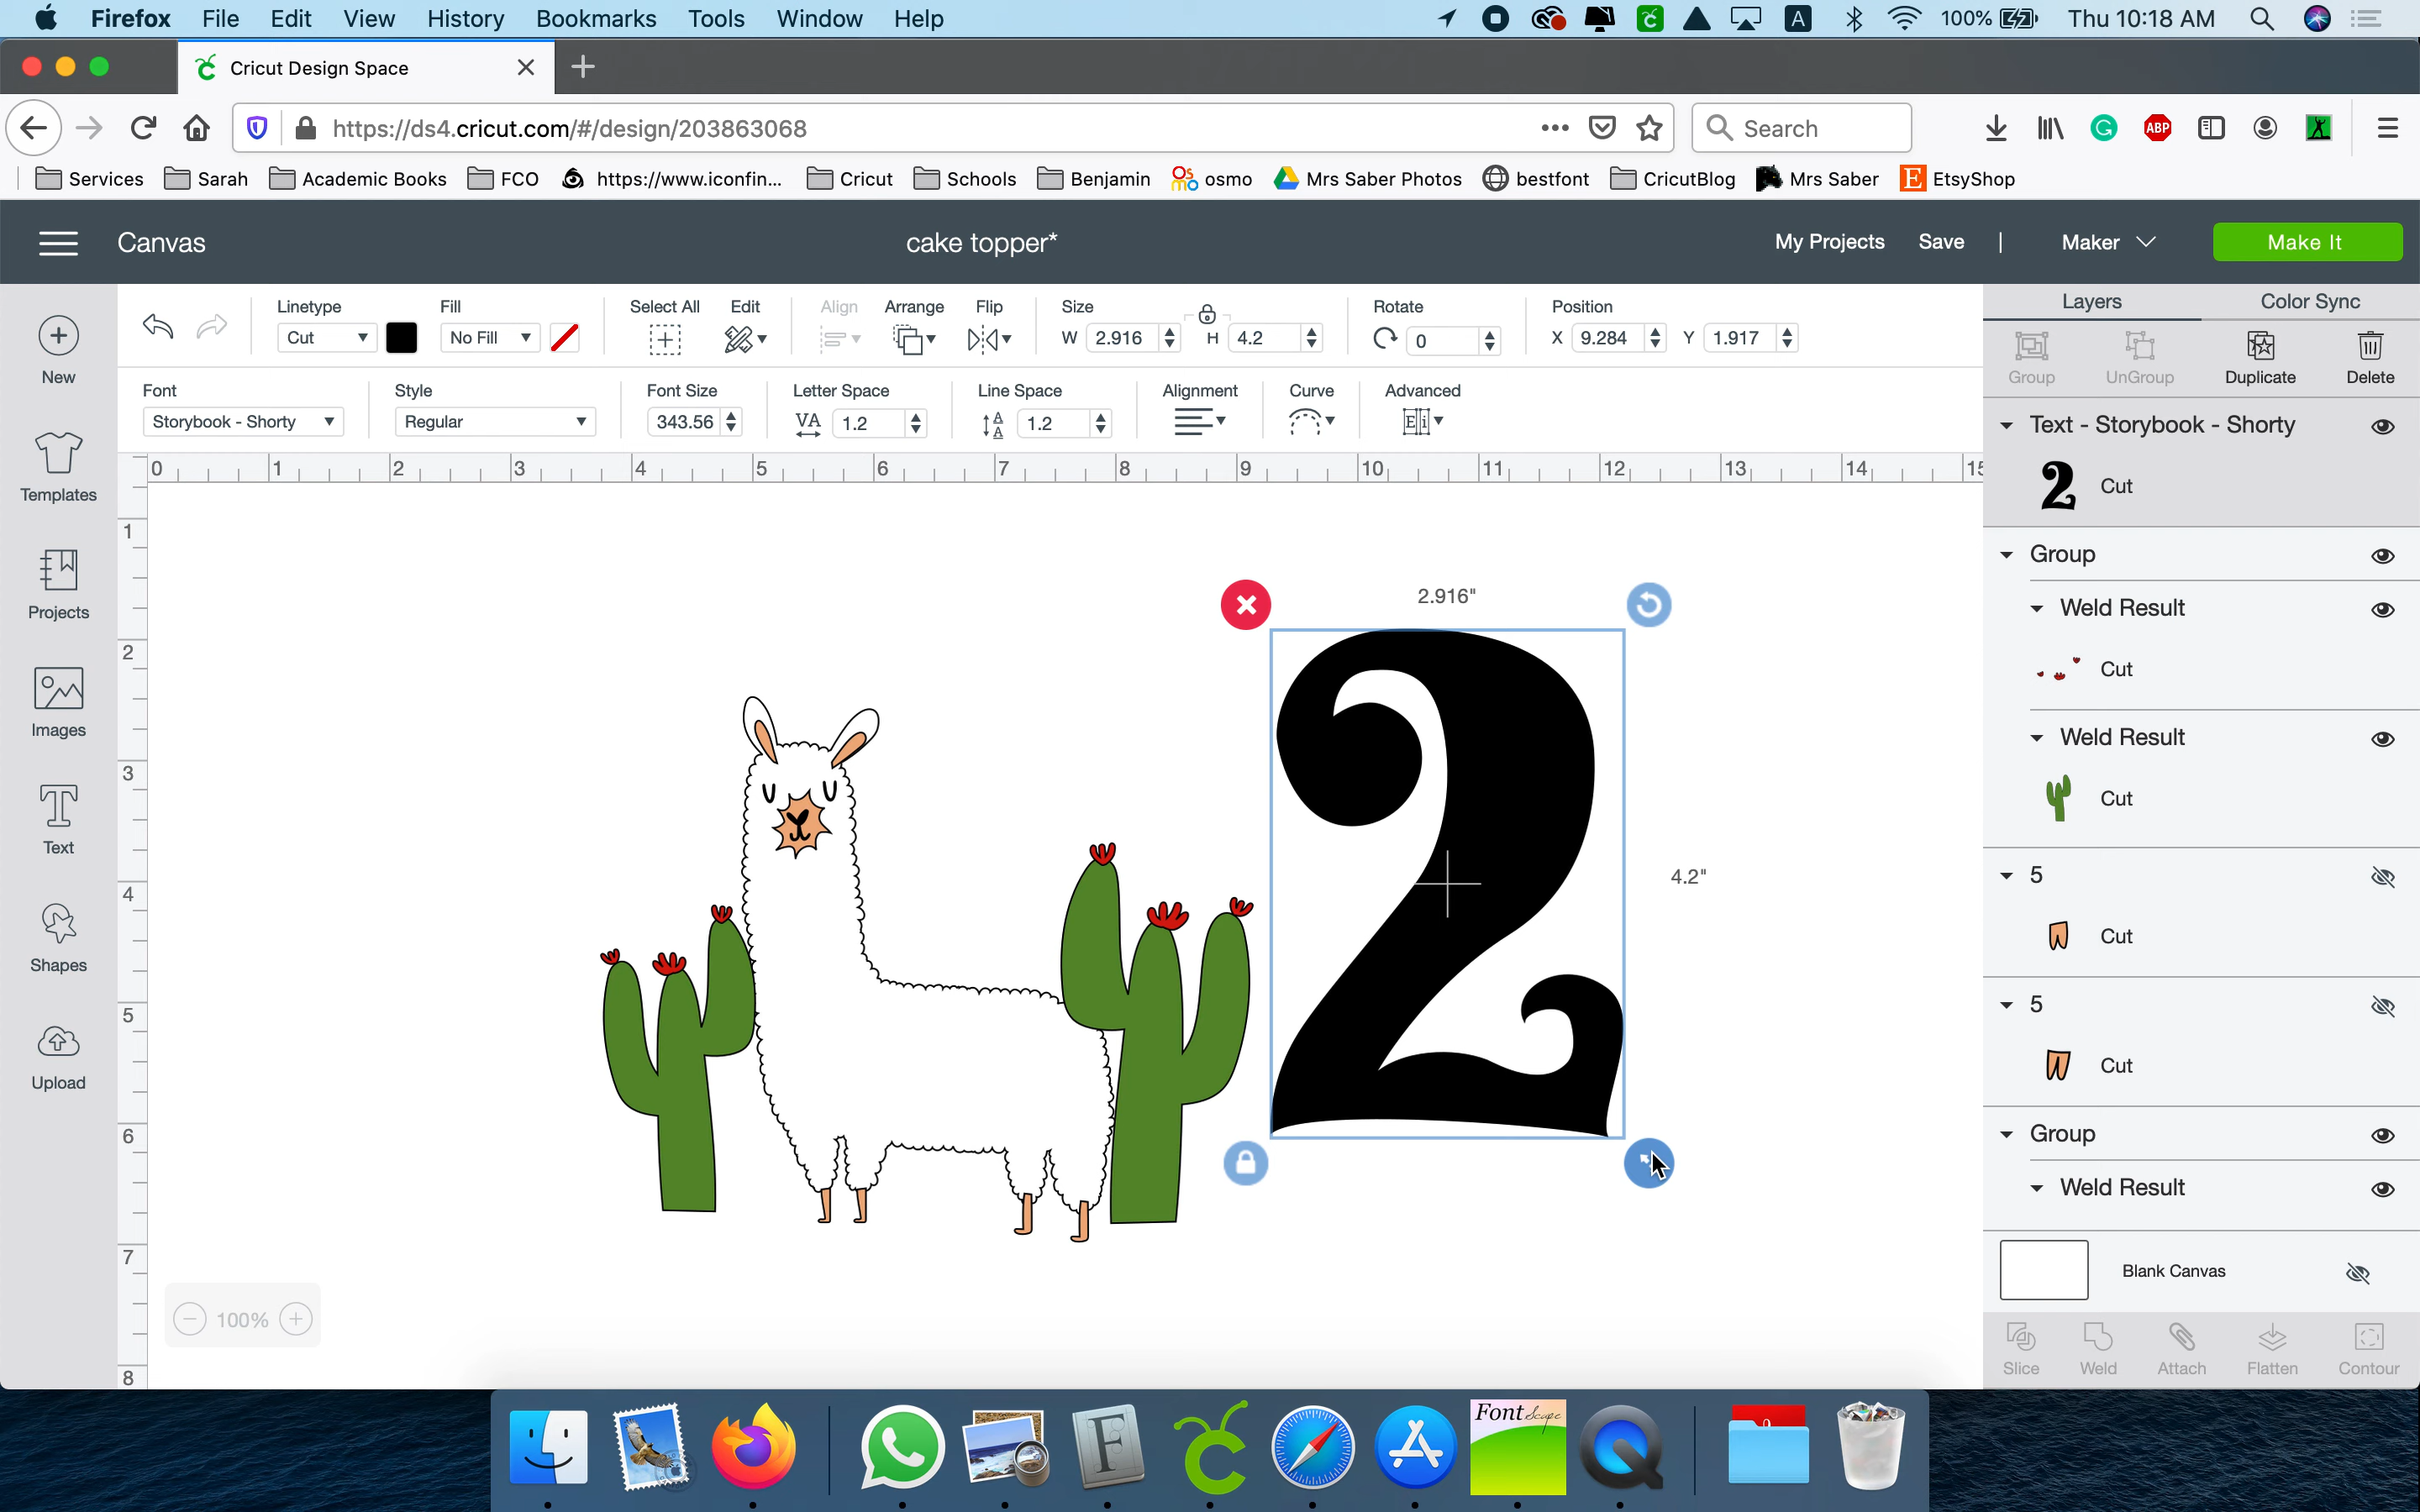 Firefox File Edit View History Bookmarks Tools Window Help A 100% Thu 10:18 AM
Cricut Design Space
https://ds4.cricut.com/#/design/203863068 Search ABP
Services Sarah Academic Books FCO https://www.iconfin... Cricut Schools Benjamin osmo Mrs Saber Photos bestfont CricutBlog Mrs Saber EtsyShop
Canvas cake topper* My Projects Save | Maker Make It
Linetype Fill Select All Edit Align Arrange Flip Size Rotate Position
Cut No Fill W 2.916 H 4.2 0 X 9.284 Y 1.917
Font Style Font Size Letter Space Line Space Alignment Curve Advanced
Storybook - Shorty Regular 343.56 VA 1.2 1.2
0 1 2 3 4 5 6 7 8 9 10 11 12 13 14 15
1
2
3
4
5
6
7
8
New
Templates
Projects
Images
Text
Shapes
Upload
2.916"
2
4.2"
100%
Layers Color Sync
Group UnGroup Duplicate Delete
Text - Storybook - Shorty
2 Cut
Group
Weld Result
Cut
Weld Result
Cut
5
Cut
5
Cut
Group
Weld Result
Blank Canvas
Slice Weld Attach Flatten Contour
Font Scape